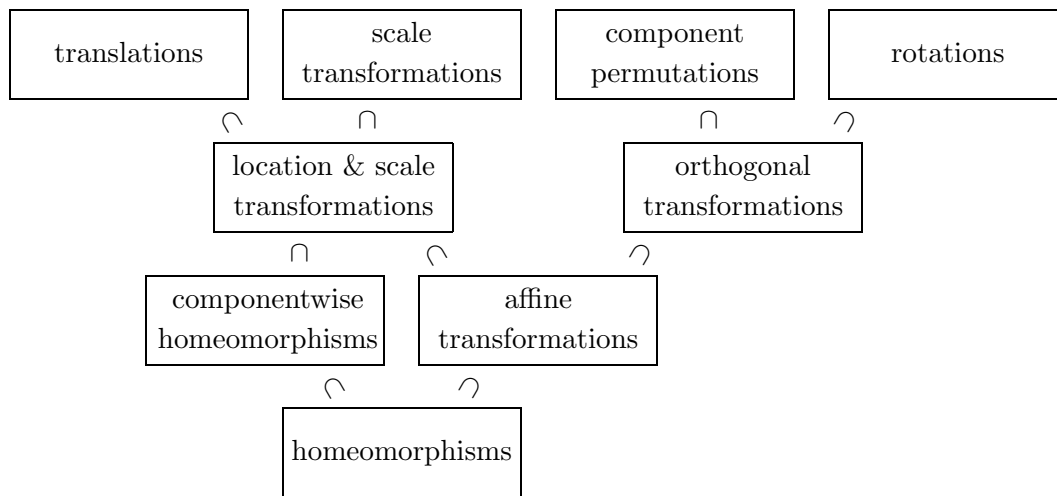 translations
scale
transformations
component
permutations
rotations
∩
∩
∩
∩
location & scale
transformations
orthogonal
transformations
∩
∩
∩
componentwise
homeomorphisms
affine
transformations
∩
∩
homeomorphisms